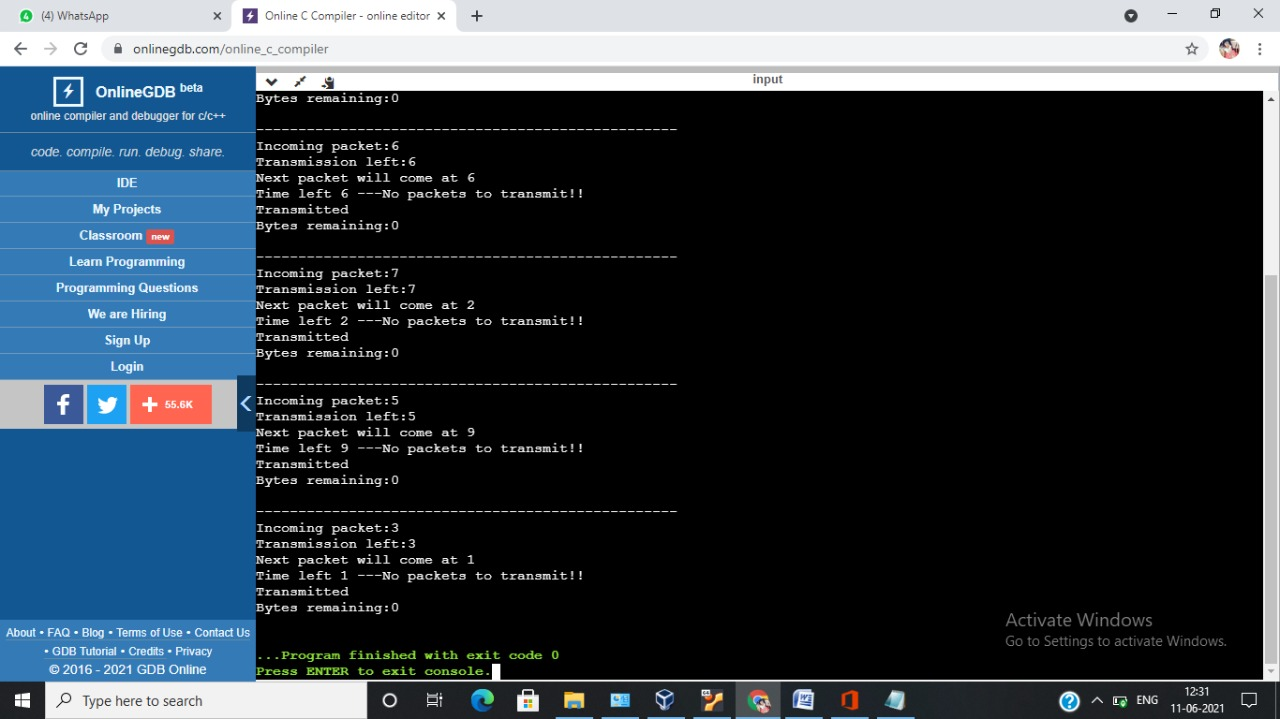 (4) WhatsApp
Online C Compiler - online editor
onlinegdb.com/online_c_compiler
OnlineGDB beta
online compiler and debugger for c/c++
code. compile. run. debug. share.
IDE
My Projects
Classroom new
Learn Programming
Programming Questions
We are Hiring
Sign Up
Login
f
+ 55.6K
<
About • FAQ • Blog • Terms of Use • Contact Us
• GDB Tutorial • Credits • Privacy
© 2016 - 2021 GDB Online
input
Bytes remaining:0
--------------------------------------------------
Incoming packet:6
Transmission left:6
Next packet will come at 6
Time left 6 ---No packets to transmit!!
Transmitted
Bytes remaining:0
--------------------------------------------------
Incoming packet:7
Transmission left:7
Next packet will come at 2
Time left 2 ---No packets to transmit!!
Transmitted
Bytes remaining:0
--------------------------------------------------
Incoming packet:5
Transmission left:5
Next packet will come at 9
Time left 9 ---No packets to transmit!!
Transmitted
Bytes remaining:0
--------------------------------------------------
Incoming packet:3
Transmission left:3
Next packet will come at 1
Time left 1 ---No packets to transmit!!
Transmitted
Bytes remaining:0
...Program finished with exit code 0
Press ENTER to exit console.
Activate Windows
Go to Settings to activate Windows.
Type here to search
ENG
12:31
11-06-2021